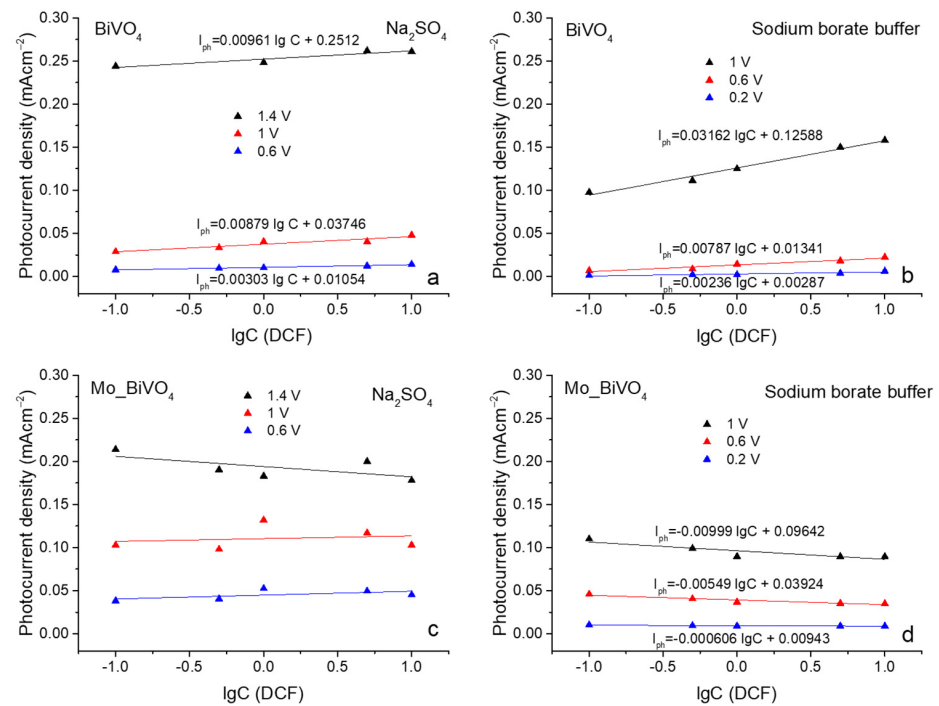 BiVO4
Na2SO4
Iph=0.00961 lg C + 0.2512
1.4 V
1 V
0.6 V
Iph=0.00879 lg C + 0.03746
Iph=0.00303 lg C + 0.01054
a
0.30
0.25
0.20
0.15
0.10
0.05
0.00
Photocurrent density (mAcm−2)
-1.0 -0.5 0.0 0.5 1.0
lgC (DCF)
BiVO4
Sodium borate buffer
1 V
0.6 V
0.2 V
Iph=0.03162 lgC + 0.12588
Iph=0.00787 lgC + 0.01341
Iph=0.00236 lgC + 0.00287
b
0.30
0.25
0.20
0.15
0.10
0.05
0.00
Photocurrent density (mAcm−2)
-1.0 -0.5 0.0 0.5 1.0
lgC (DCF)
Mo_BiVO4
Na2SO4
1.4 V
1 V
0.6 V
c
0.30
0.25
0.20
0.15
0.10
0.05
0.00
Photocurrent density (mAcm−2)
-1.0 -0.5 0.0 0.5 1.0
lgC (DCF)
Mo_BiVO4
Sodium borate buffer
1 V
0.6 V
0.2 V
Iph=-0.00999 lgC + 0.09642
Iph=-0.00549 lgC + 0.03924
Iph=-0.000606 lgC + 0.00943
d
0.30
0.25
0.20
0.15
0.10
0.05
0.00
Photocurrent density (mAcm−2)
-1.0 -0.5 0.0 0.5 1.0
lgC (DCF)